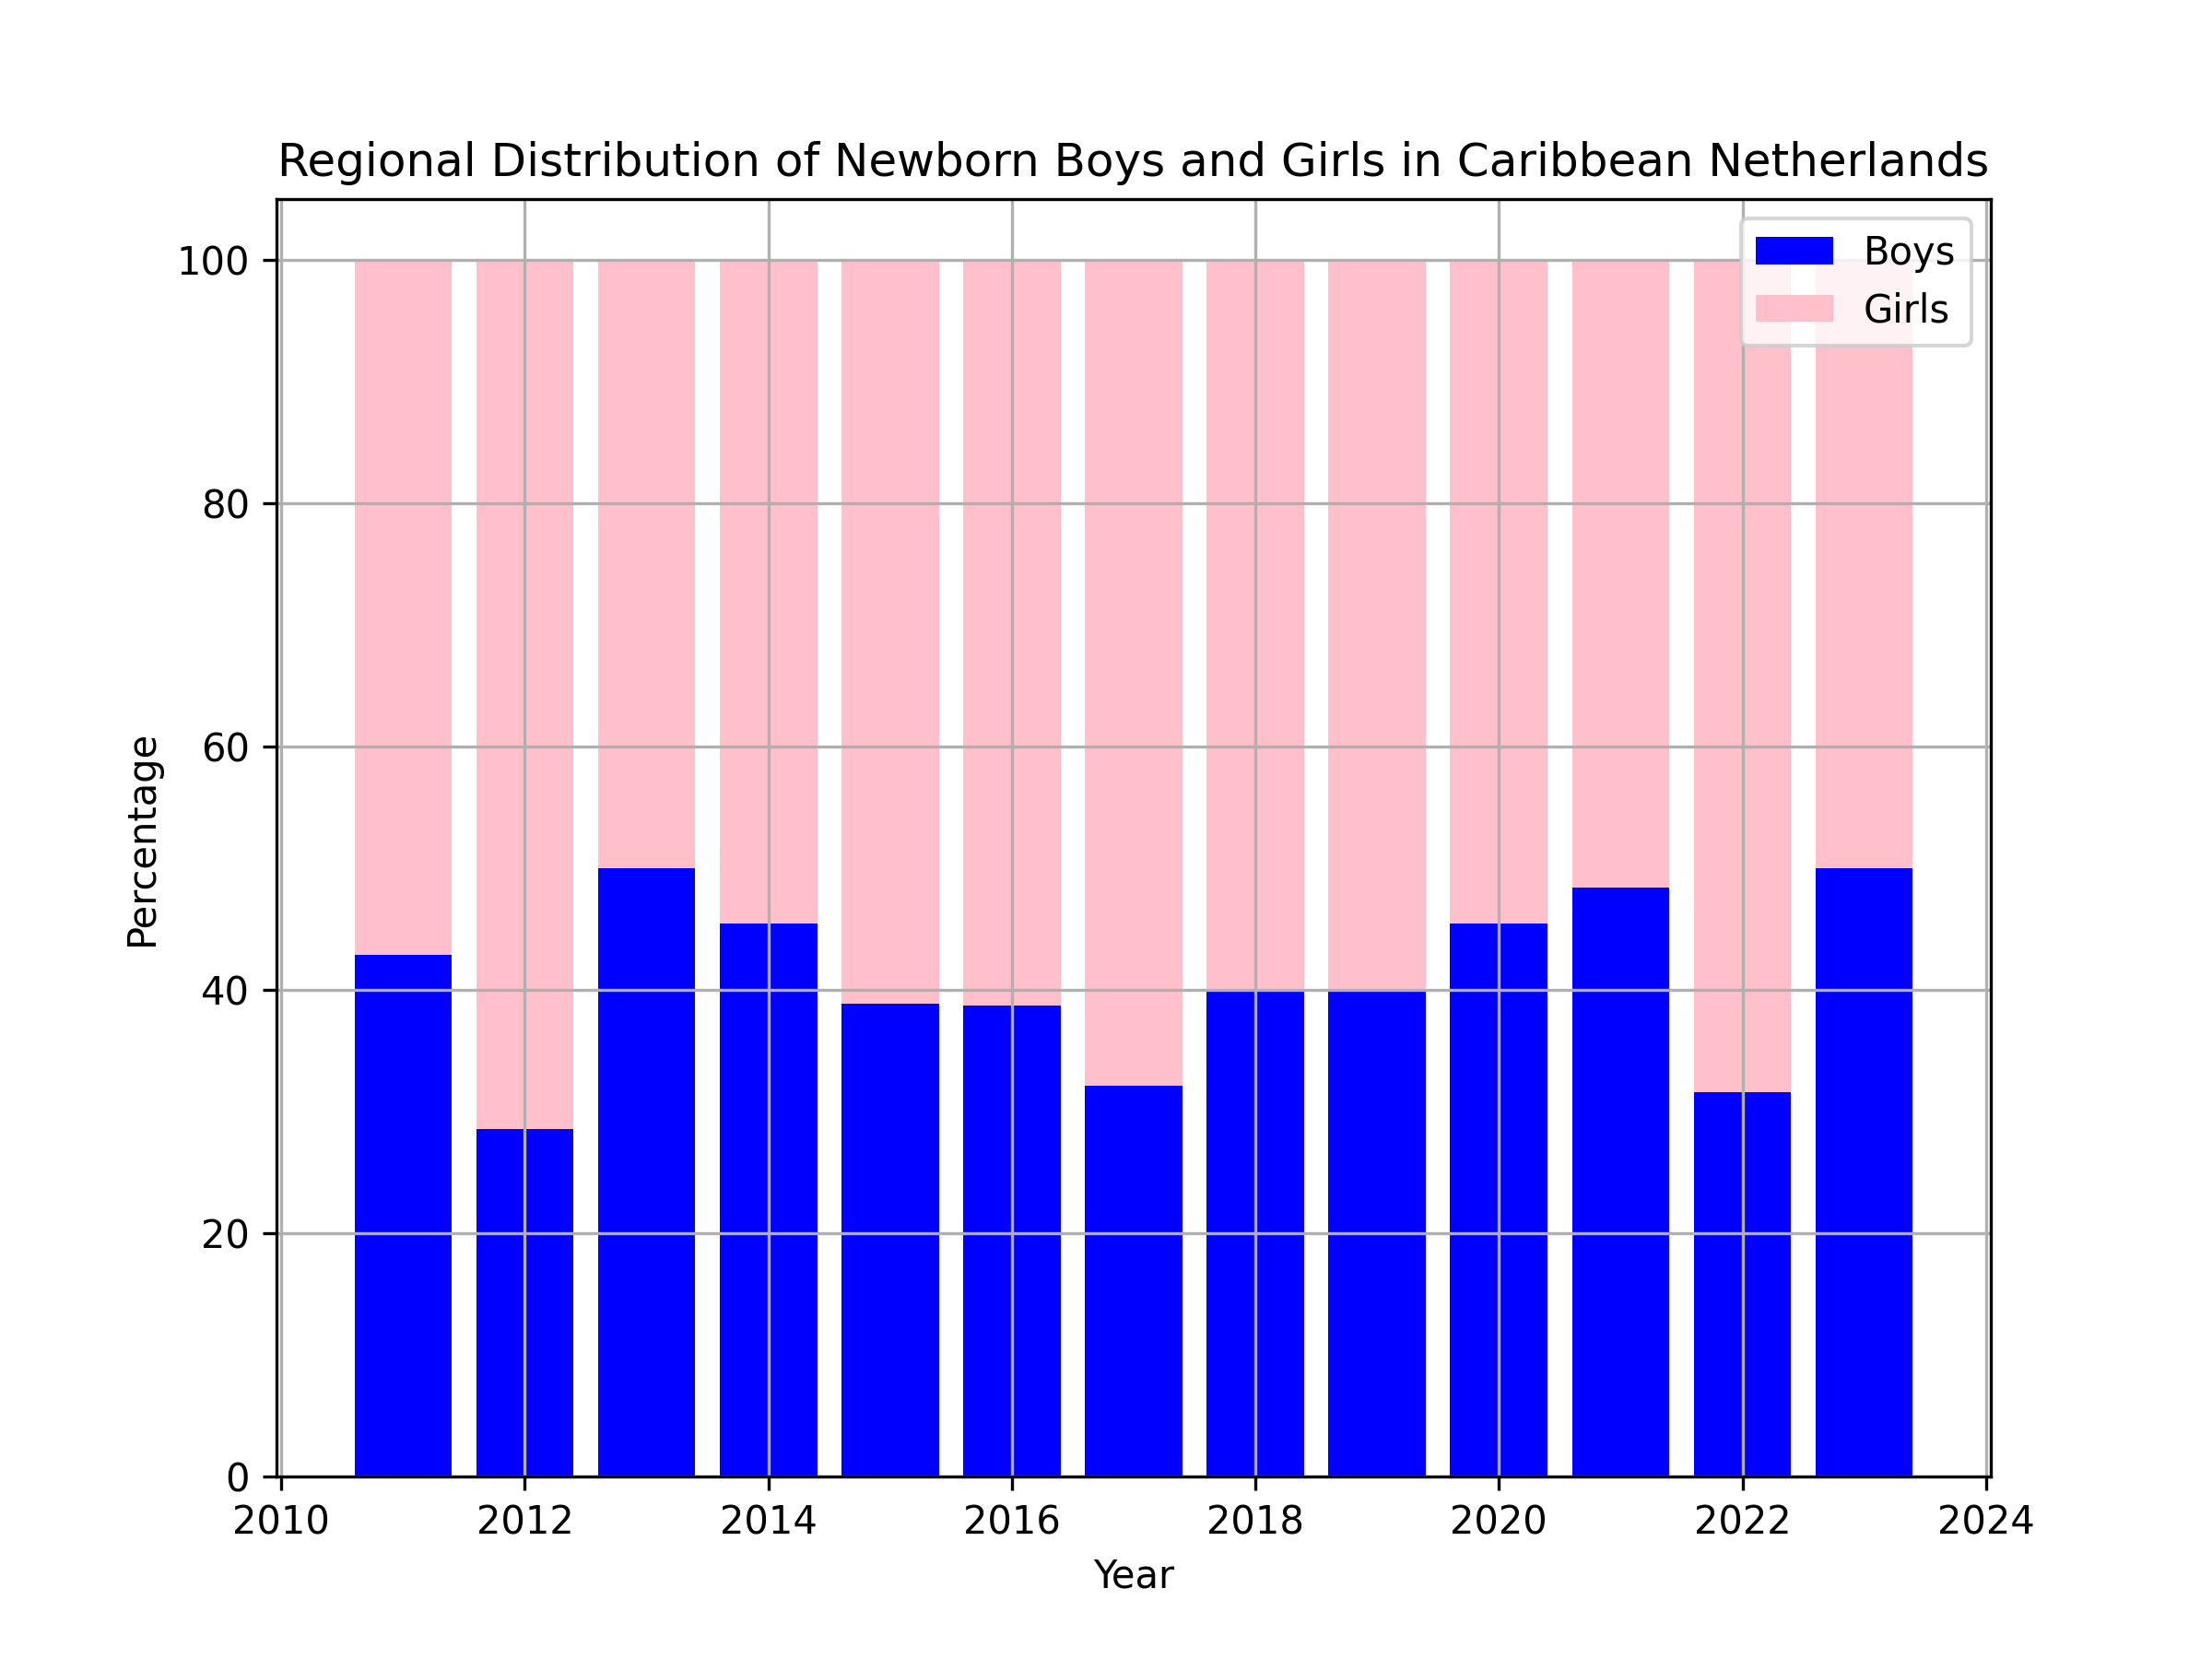 Regional Distribution of Newborn Boys and Girls in Caribbean Netherlands
Boys
Girls
100
80
60
40
20
0
Percentage
2010 2012 2014 2016 2018 2020 2022 2024
Year